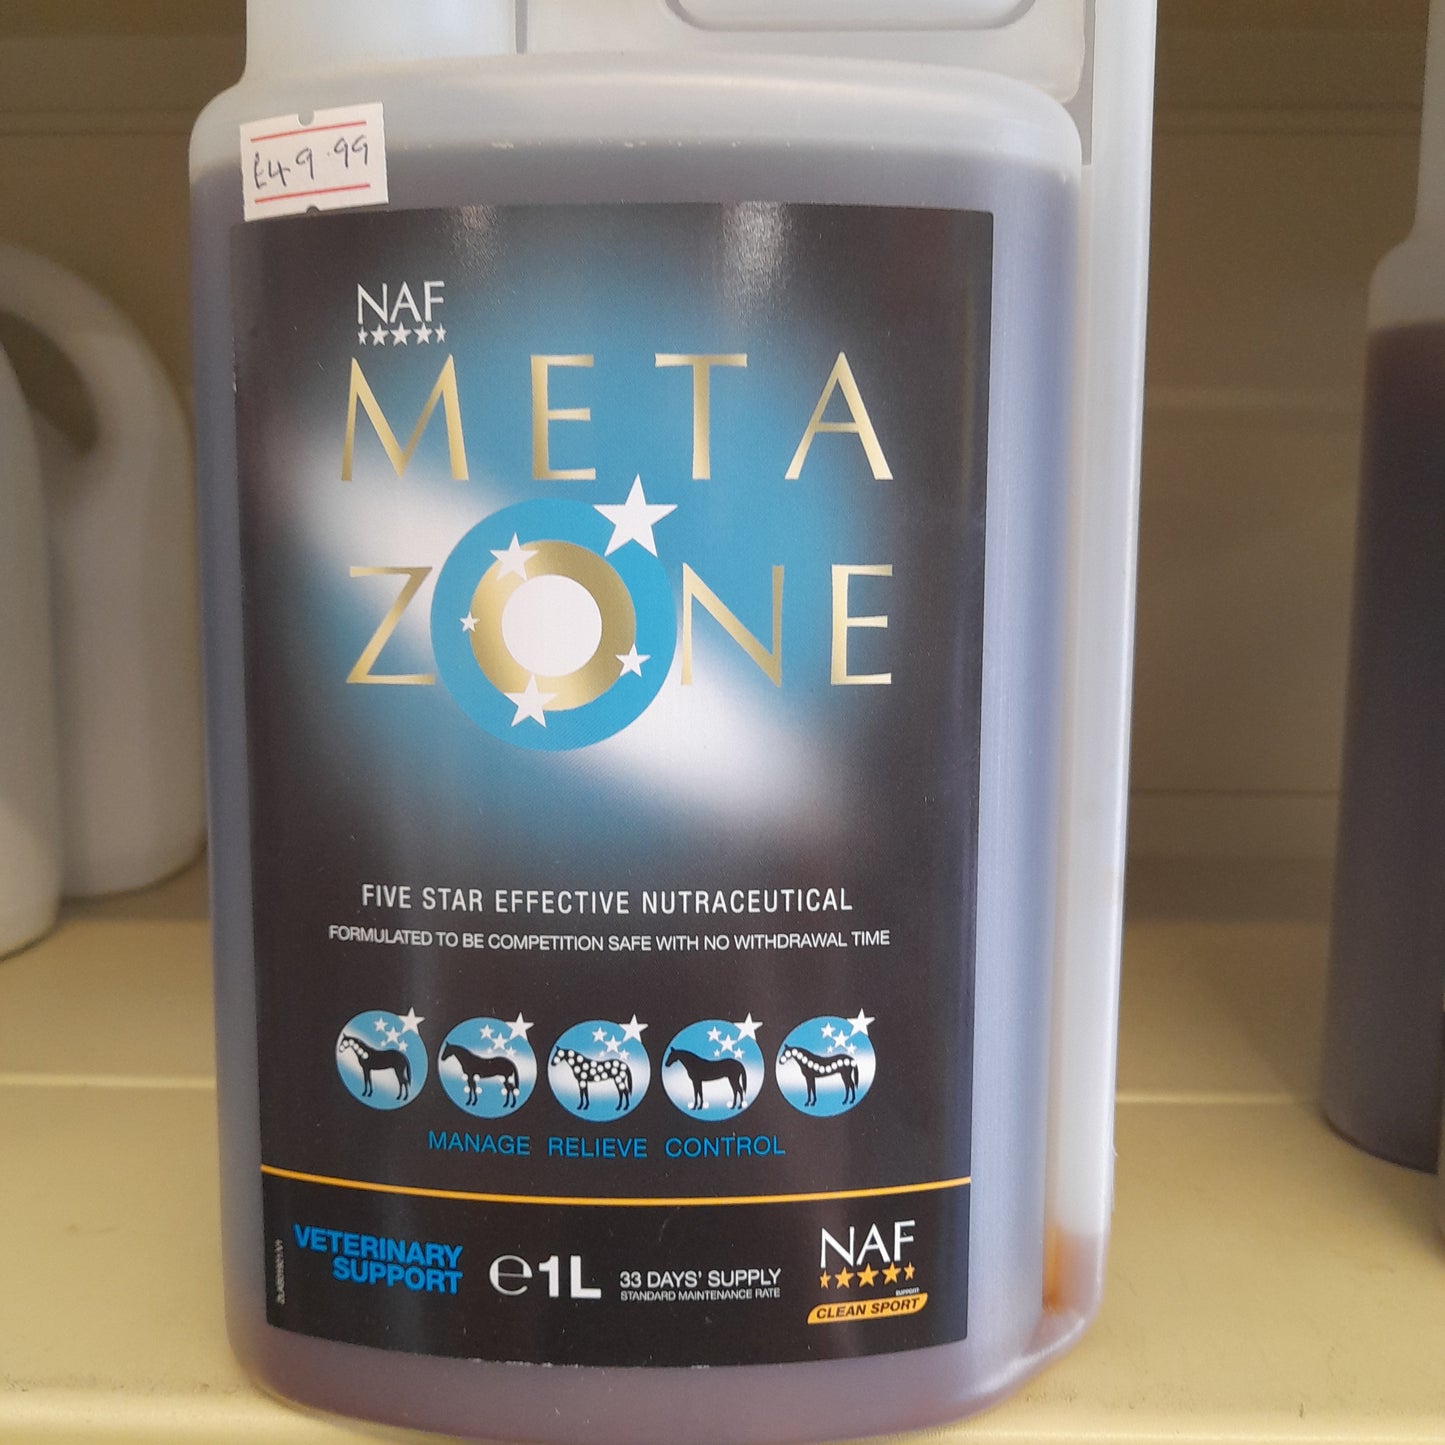 £49.99
NAF
META
ZONE
FIVE STAR EFFECTIVE NUTRACEUTICAL
FORMULATED TO BE COMPETITION SAFE WITH NO WITHDRAWAL TIME
MANAGE RELIEVE CONTROL
VETERINARY
SUPPORT
e1L
33 DAYS' SUPPLY
STANDARD MAINTENANCE RATE
NAF
SUPPORT
CLEAN SPORT